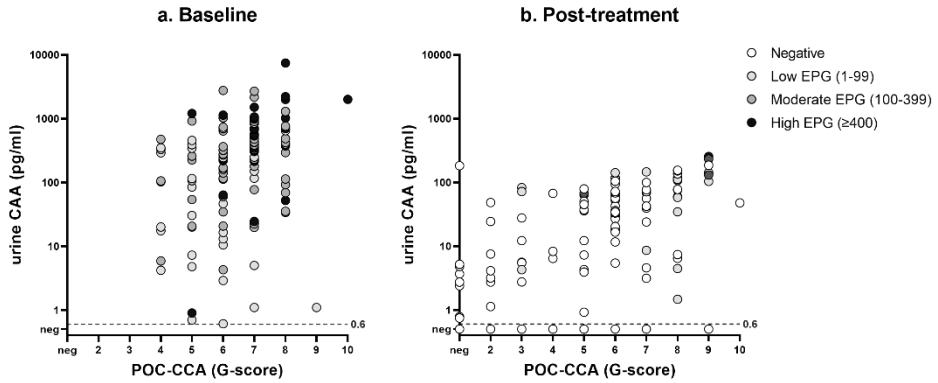 a. Baseline
b. Post-treatment
urine CAA (pg/ml)
10000
1000
100
10
1
neg
0.6
neg 2 3 4 5 6 7 8 9 10
POC-CCA (G-score)
urine CAA (pg/ml)
10000
1000
100
10
1
neg
0.6
neg 2 3 4 5 6 7 8 9 10
POC-CCA (G-score)
Negative
Low EPG (1-99)
Moderate EPG (100-399)
High EPG (≥400)